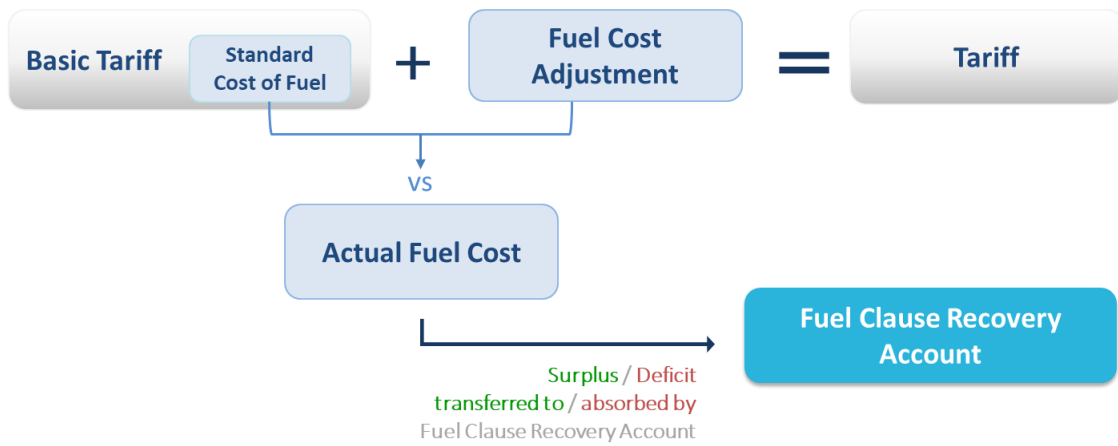 Basic Tariff
Standard
Cost of Fuel
+
Fuel Cost
Adjustment
=
Tariff
vs
Actual Fuel Cost
Fuel Clause Recovery
Account
Surplus / Deficit
transferred to / absorbed by
Fuel Clause Recovery Account